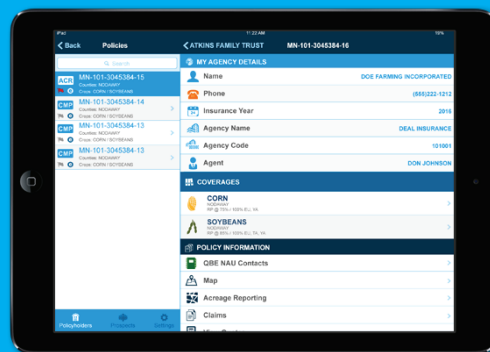 iPad
11:22 AM
< Back
Policies
< ATKINS FAMILY TRUST
MN-101-3045384-16
Search
ACR
MN-101-3045384-15
Counties: NODAWAY
Crops: CORN / SOYBEANS
CMP
MN-101-3045384-14
Counties: NODAWAY
Crops: CORN / SOYBEANS
CMP
MN-101-3045384-13
Counties: NODAWAY
Crops: CORN / SOYBEANS
CMP
MN-101-3045384-13
Counties: NODAWAY
Crops: CORN / SOYBEANS
Policyholders
Prospects
Settings
MY AGENCY DETAILS
Name
DOE FARMING INCORPORATED
Phone
(555)222-1212
Insurance Year
2016
Agency Name
DEAL INSURANCE
Agency Code
101001
Agent
DON JOHNSON
COVERAGES
CORN
NODAWAY
SOYBEANS
NODAWAY
POLICY INFORMATION
QBE NAU Contacts
Map
Acreage Reporting
Claims